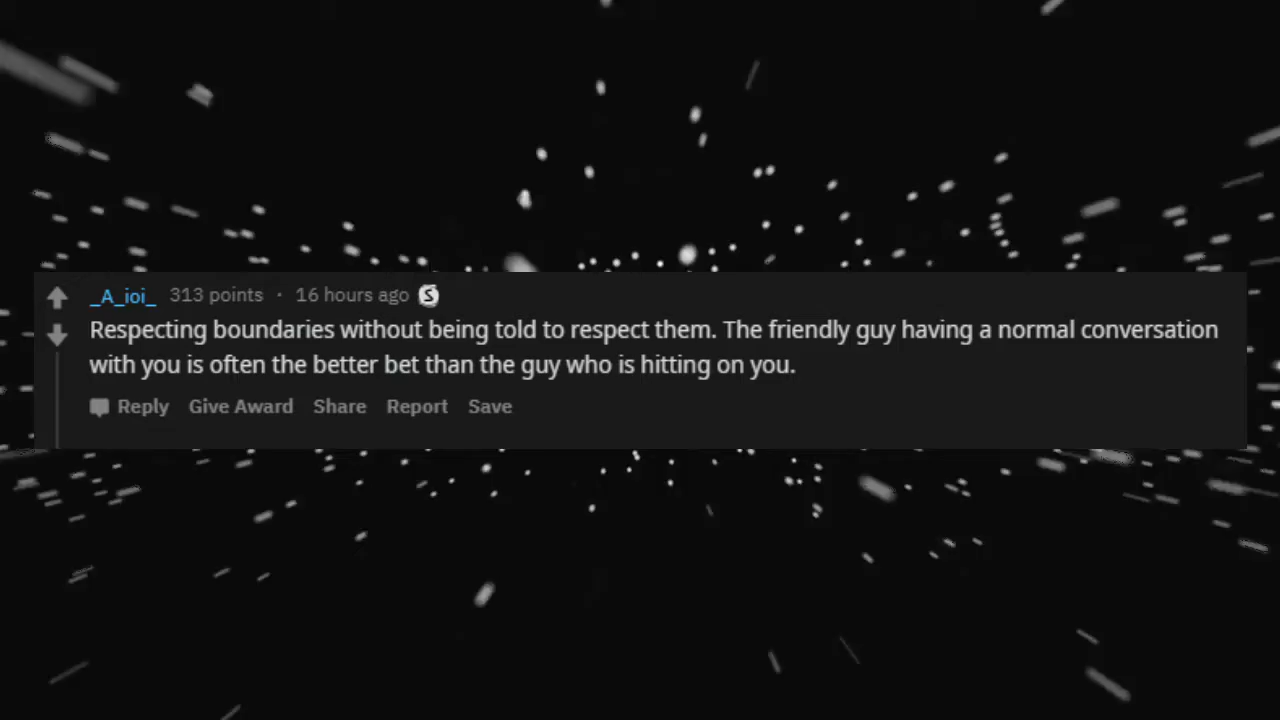 _A_ioi_ 313 points · 16 hours ago S
Respecting boundaries without being told to respect them. The friendly guy having a normal conversation
with you is often the better bet than the guy who is hitting on you.
Reply Give Award Share Report Save